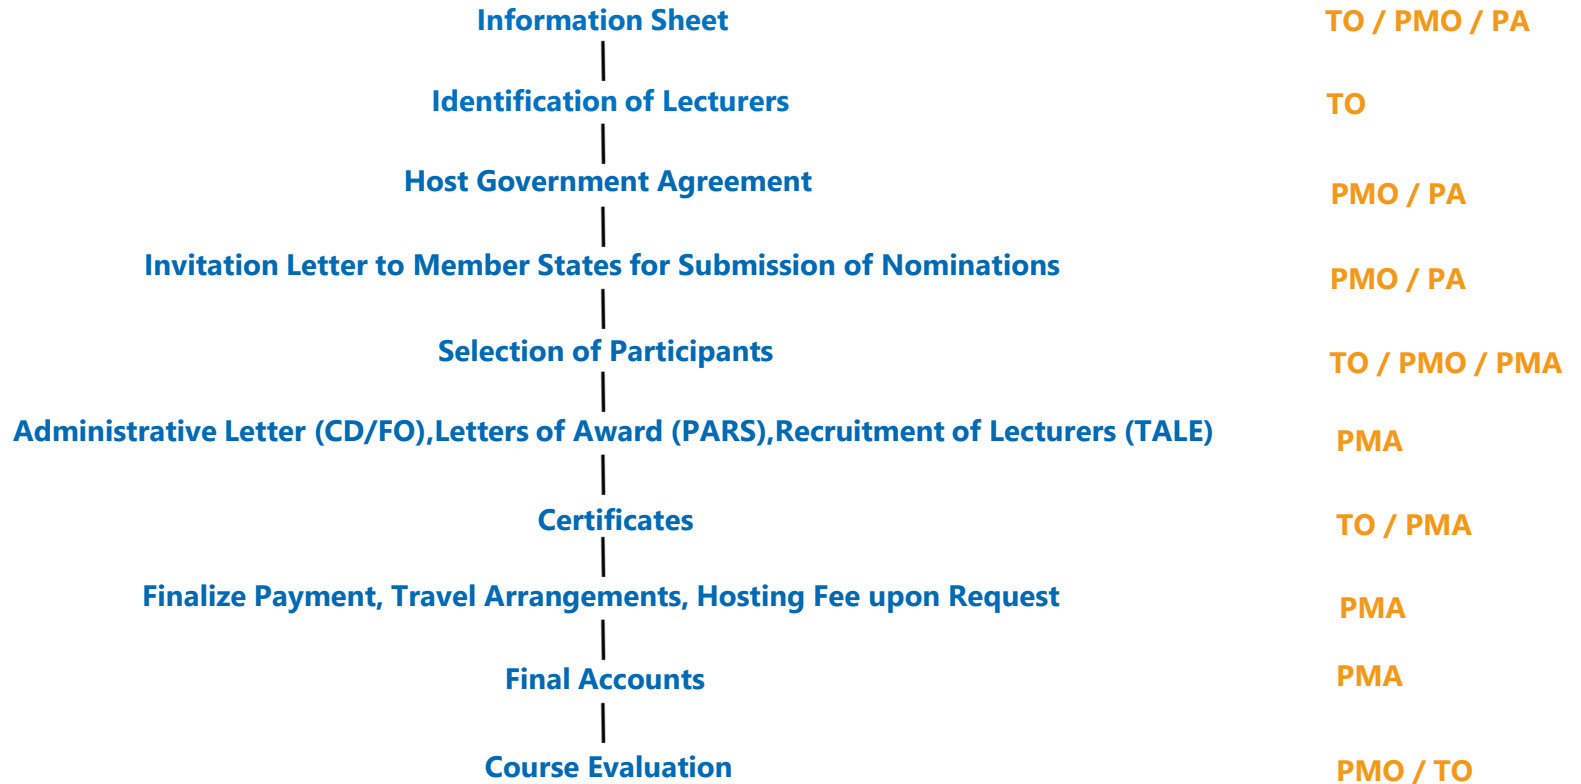 Information Sheet TO / PMO / PA
Identification of Lecturers TO
Host Government Agreement PMO / PA
Invitation Letter to Member States for Submission of Nominations PMO / PA
Selection of Participants TO / PMO / PMA
Administrative Letter (CD/FO),Letters of Award (PARS),Recruitment of Lecturers (TALE) PMA
Certificates TO / PMA
Finalize Payment, Travel Arrangements, Hosting Fee upon Request PMA
Final Accounts PMA
Course Evaluation PMO / TO